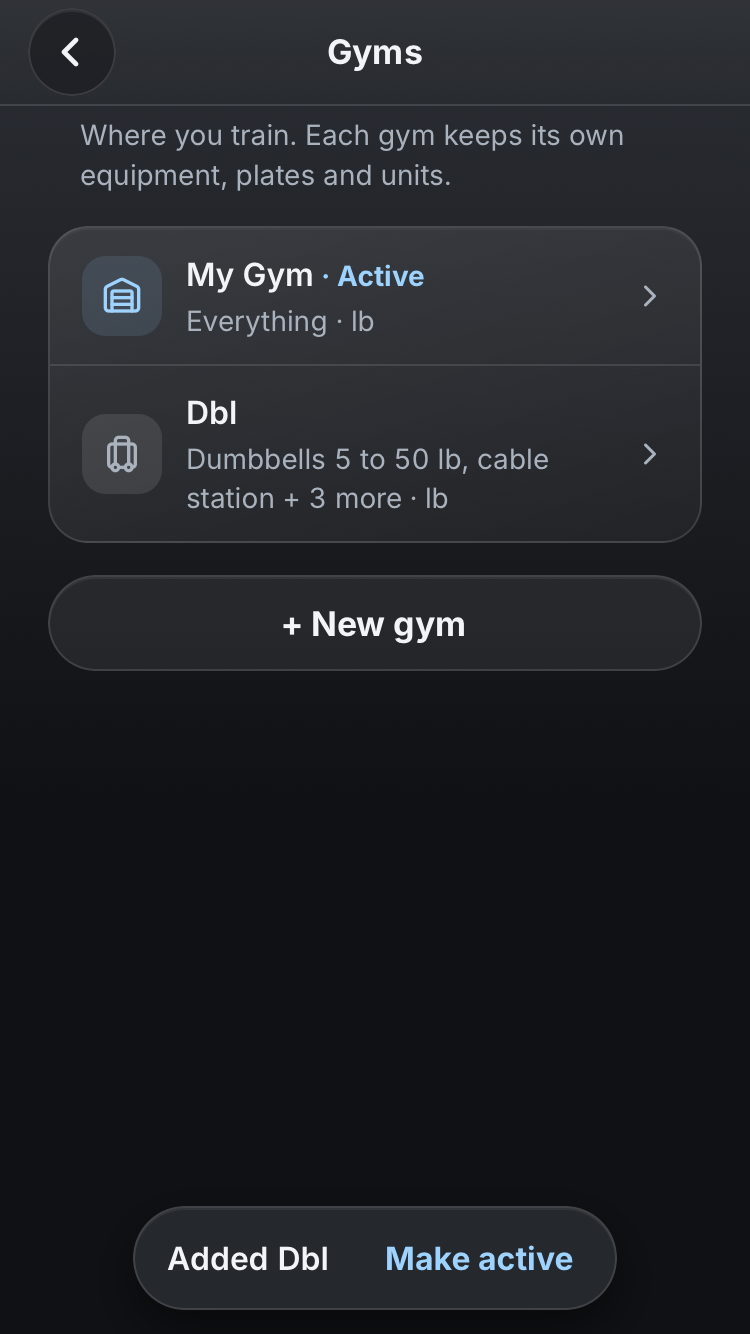 Gyms
Where you train. Each gym keeps its own
equipment, plates and units.
My Gym · Active
Everything · lb
Dbl
Dumbbells 5 to 50 lb, cable
station + 3 more · lb
+ New gym
Added Dbl Make active